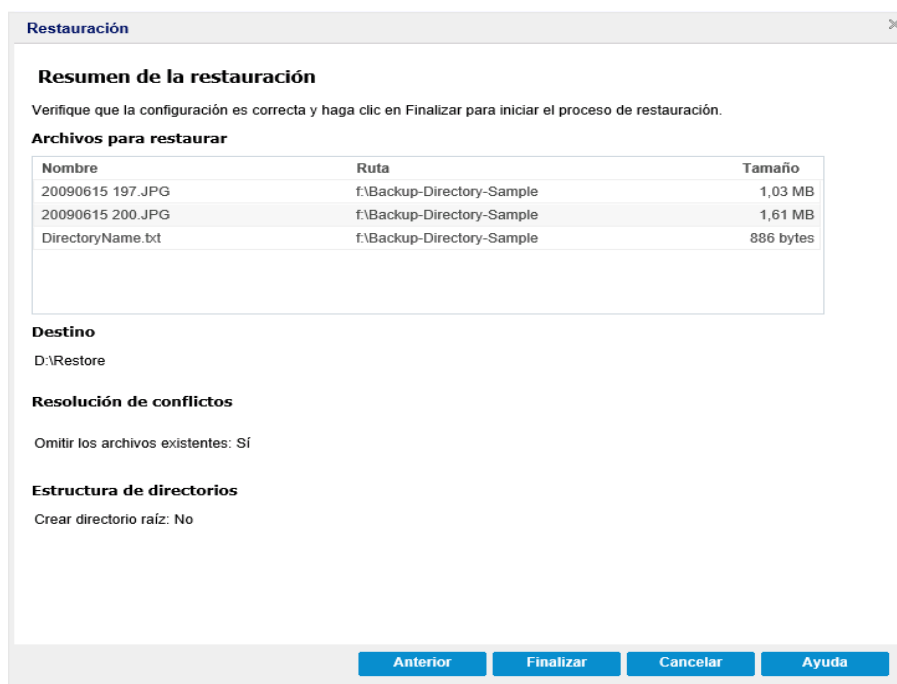 Restauración
Resumen de la restauración
Verifique que la configuración es correcta y haga clic en Finalizar para iniciar el proceso de restauración.
Archivos para restaurar
Nombre Ruta Tamaño
20090615 197.JPG f:\Backup-Directory-Sample 1,03 MB
20090615 200.JPG f:\Backup-Directory-Sample 1,61 MB
DirectoryName.txt f:\Backup-Directory-Sample 886 bytes
Destino
D:\Restore
Resolución de conflictos
Omitir los archivos existentes: Sí
Estructura de directorios
Crear directorio raíz: No
Anterior Finalizar Cancelar Ayuda